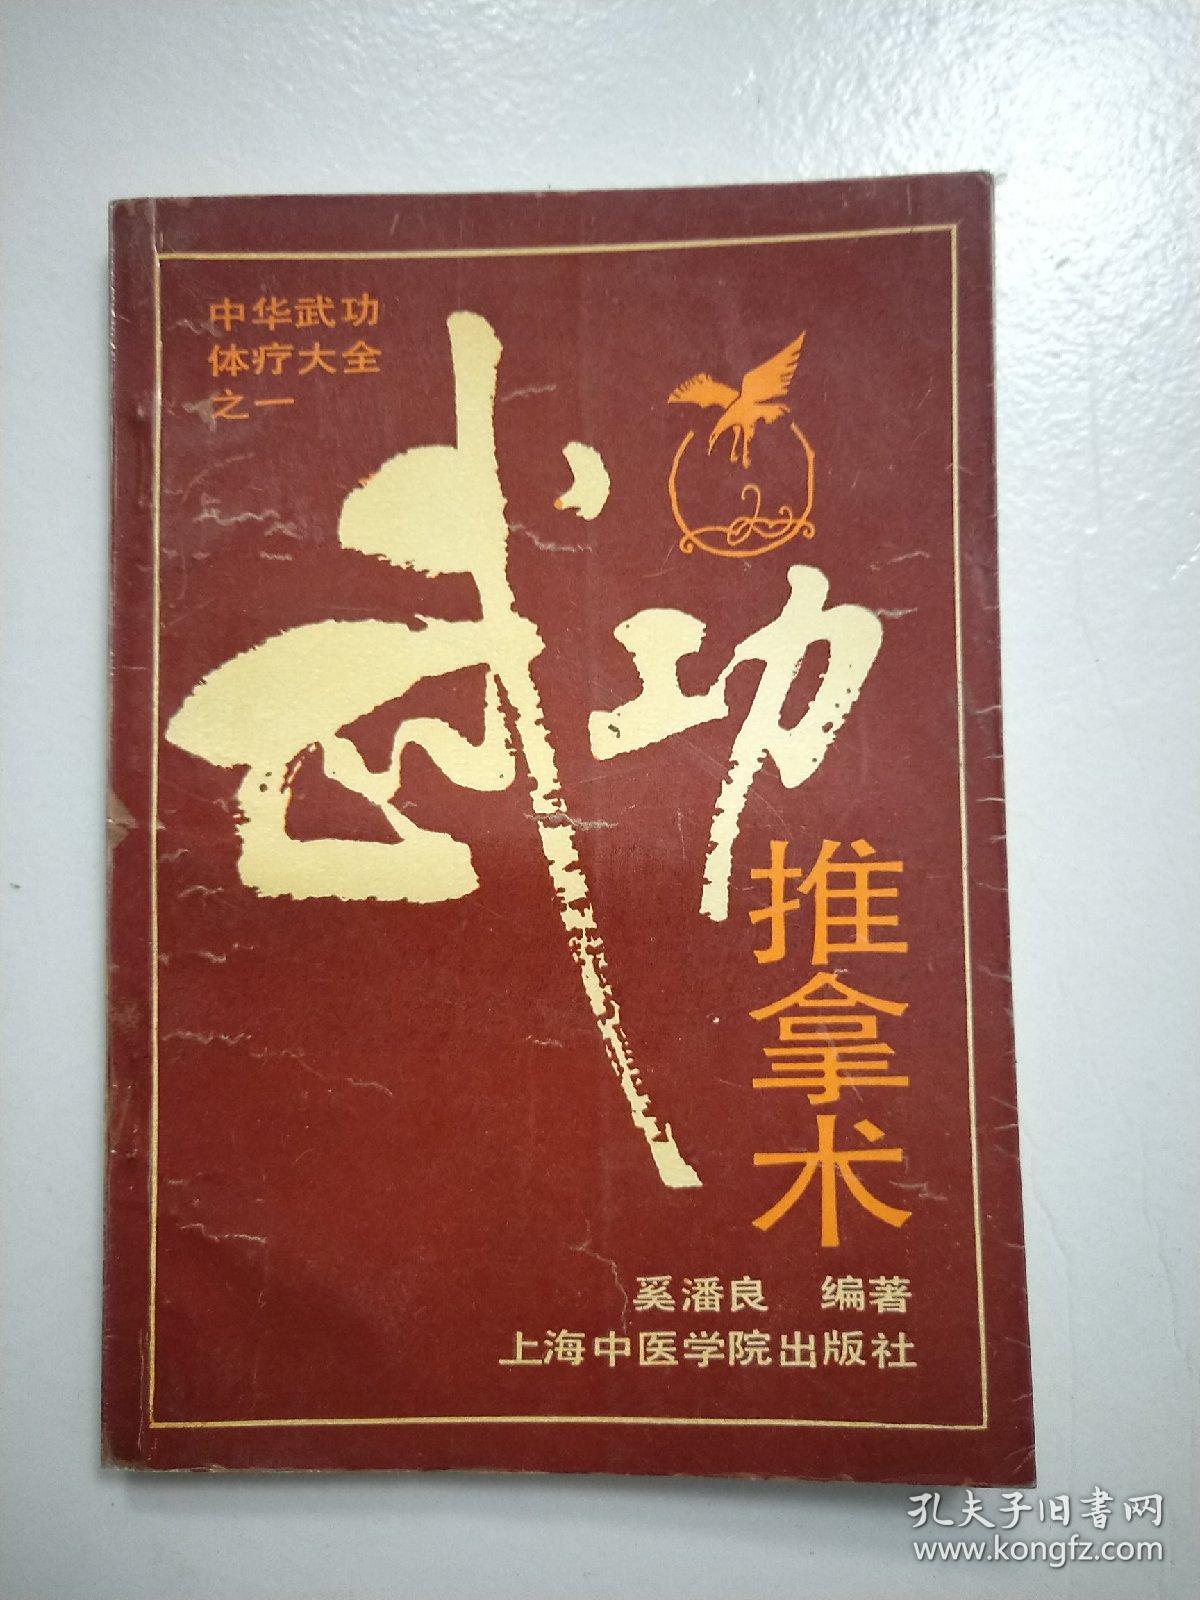 中华武功
体疗大全
之一
武功
推拿术
奚潘良 编著
上海中医学院出版社
孔夫子旧书网
www.kongfz.com